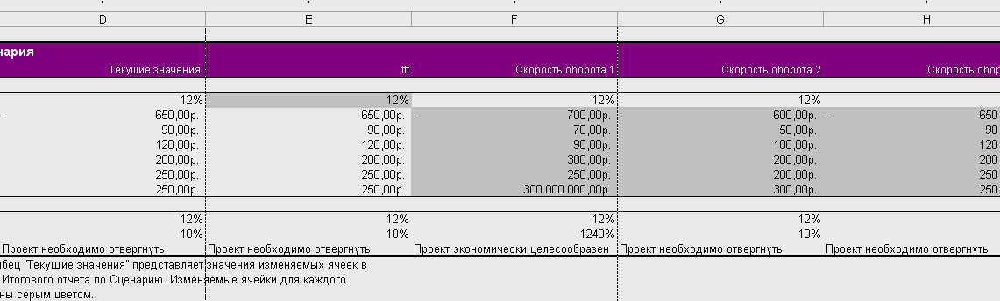 D E F G H
нария
Текущие значения: tft Скорость оборота 1 Скорость оборота 2 Скорость обор
12% 12% 12% 12%
- 650,00р. - 650,00р. - 700,00р. - 600,00р. - 650
90,00р. 90,00р. 70,00р. 50,00р. 90
120,00р. 120,00р. 90,00р. 100,00р. 120
200,00р. 200,00р. 300,00р. 200,00р. 200
250,00р. 250,00р. 250,00р. 200,00р. 250
250,00р. 250,00р. 300 000 000,00р. 300,00р. 250
12% 12% 12% 12%
10% 10% 1240% 10%
Проект необходимо отвергнуть Проект необходимо отвергнуть Проект экономически целесообразен Проект необходимо отвергнуть Проект необходимо отвергнуть
лбец "Текущие значения" представляет значения изменяемых ячеек в
Итогового отчета по Сценарию. Изменяемые ячейки для каждого
ны серым цветом.